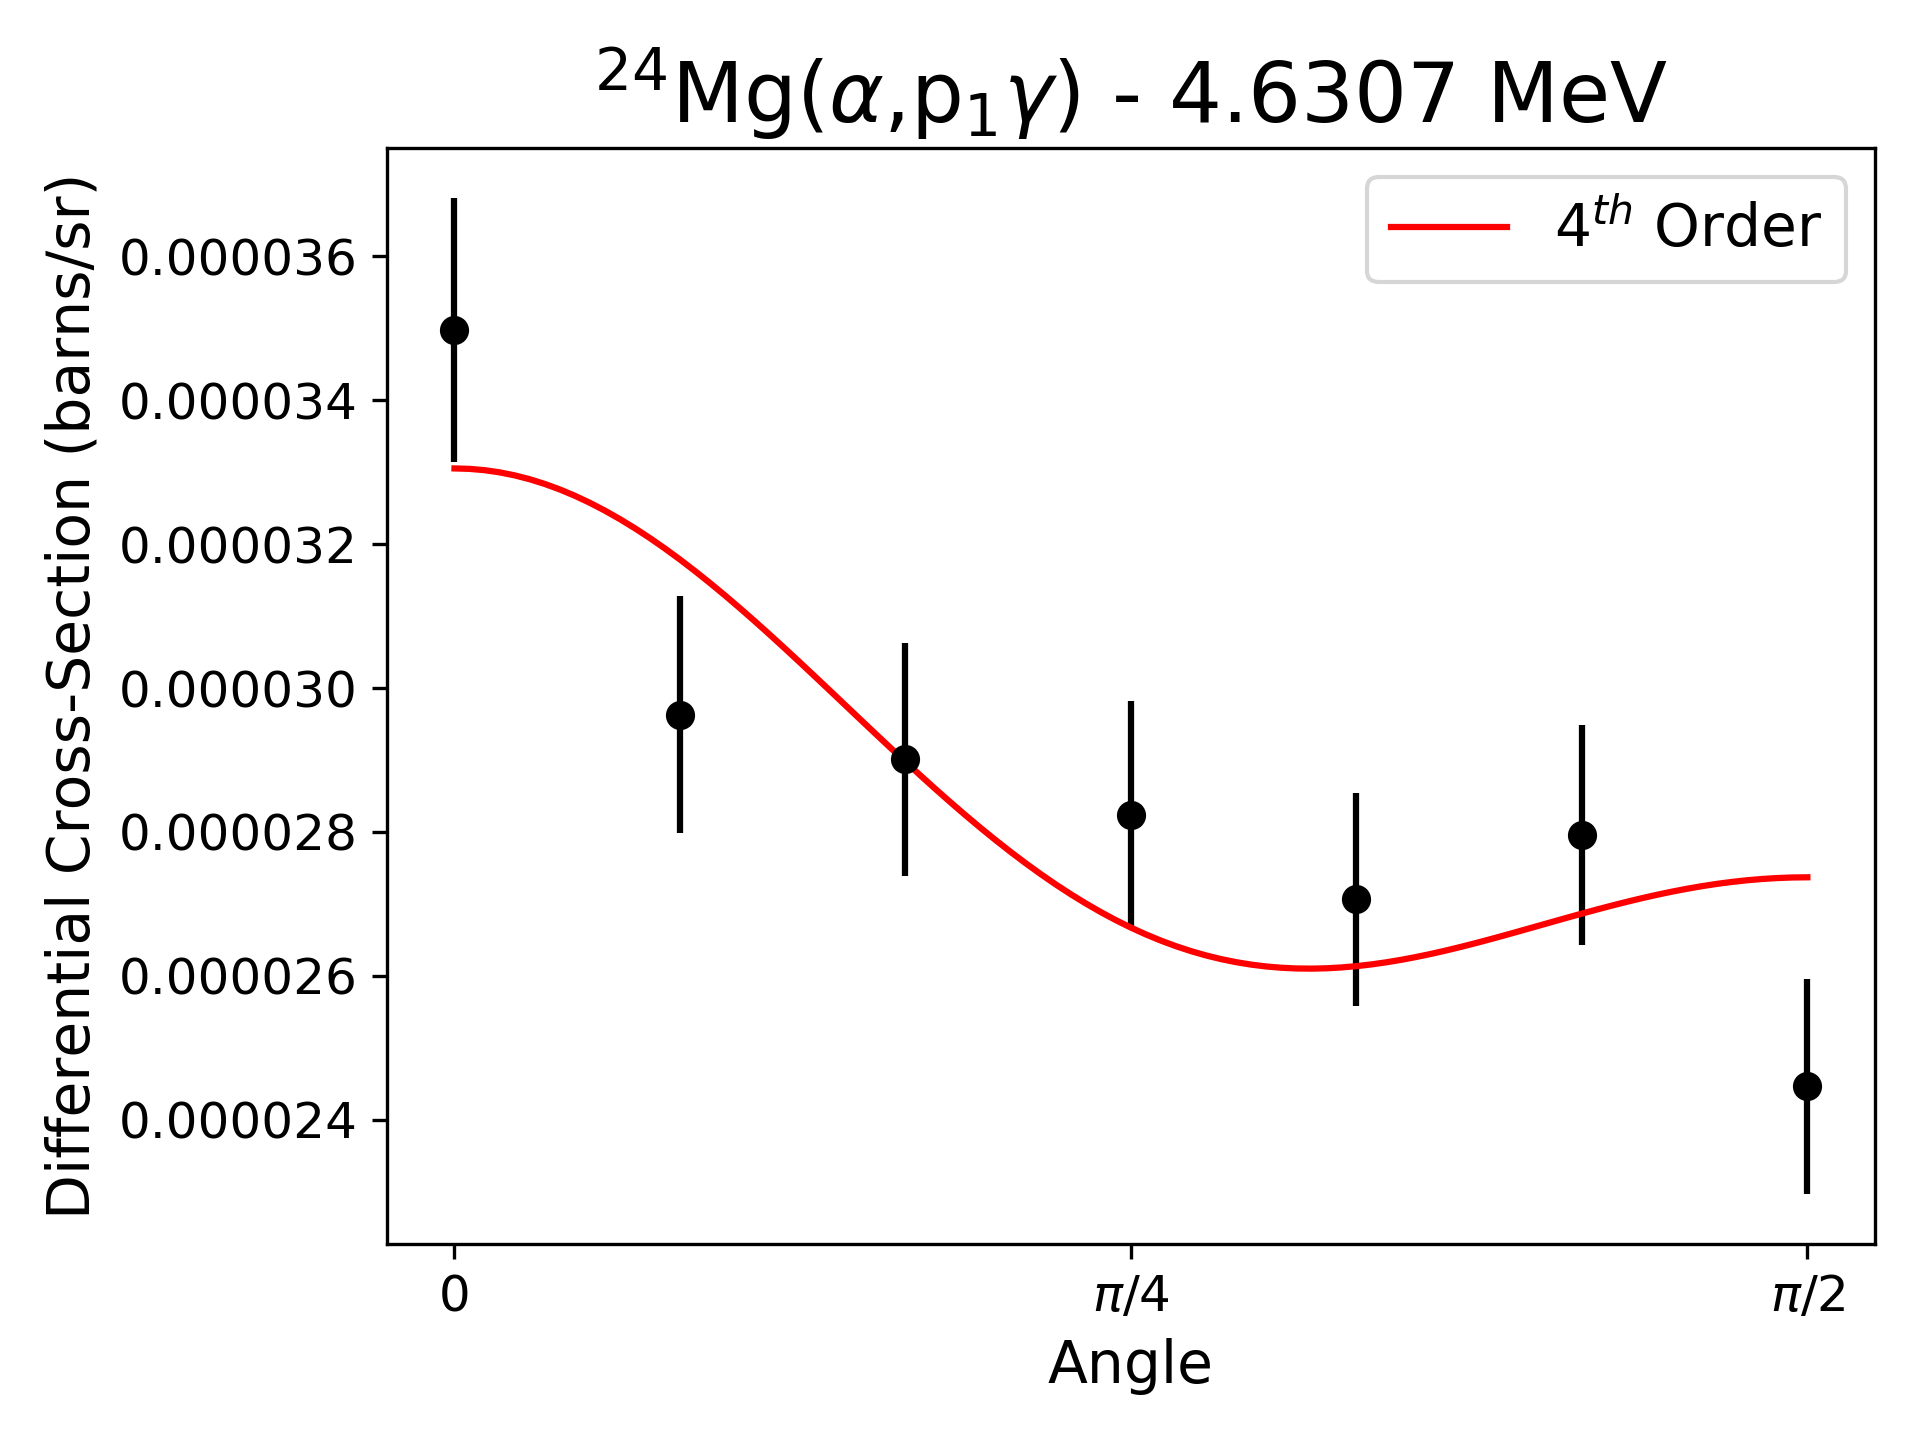 ²⁴Mg(α,p₁γ) - 4.6307 MeV
4ᵗʰ Order
Differential Cross-Section (barns/sr)
0.000036
0.000034
0.000032
0.000030
0.000028
0.000026
0.000024
0
π/4
π/2
Angle